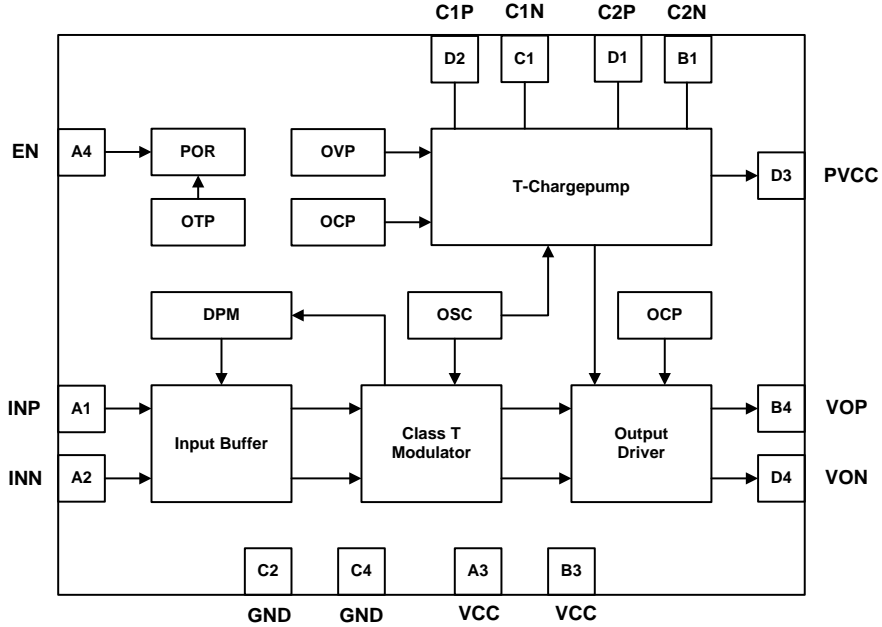 C1P C1N C2P C2N
D2 C1 D1 B1
EN A4 POR OVP D3 PVCC
T-Chargepump
OTP OCP
DPM OSC OCP
INP A1 B4 VOP
Input Buffer Class T Modulator Output Driver
INN A2 D4 VON
C2 C4 A3 B3
GND GND VCC VCC